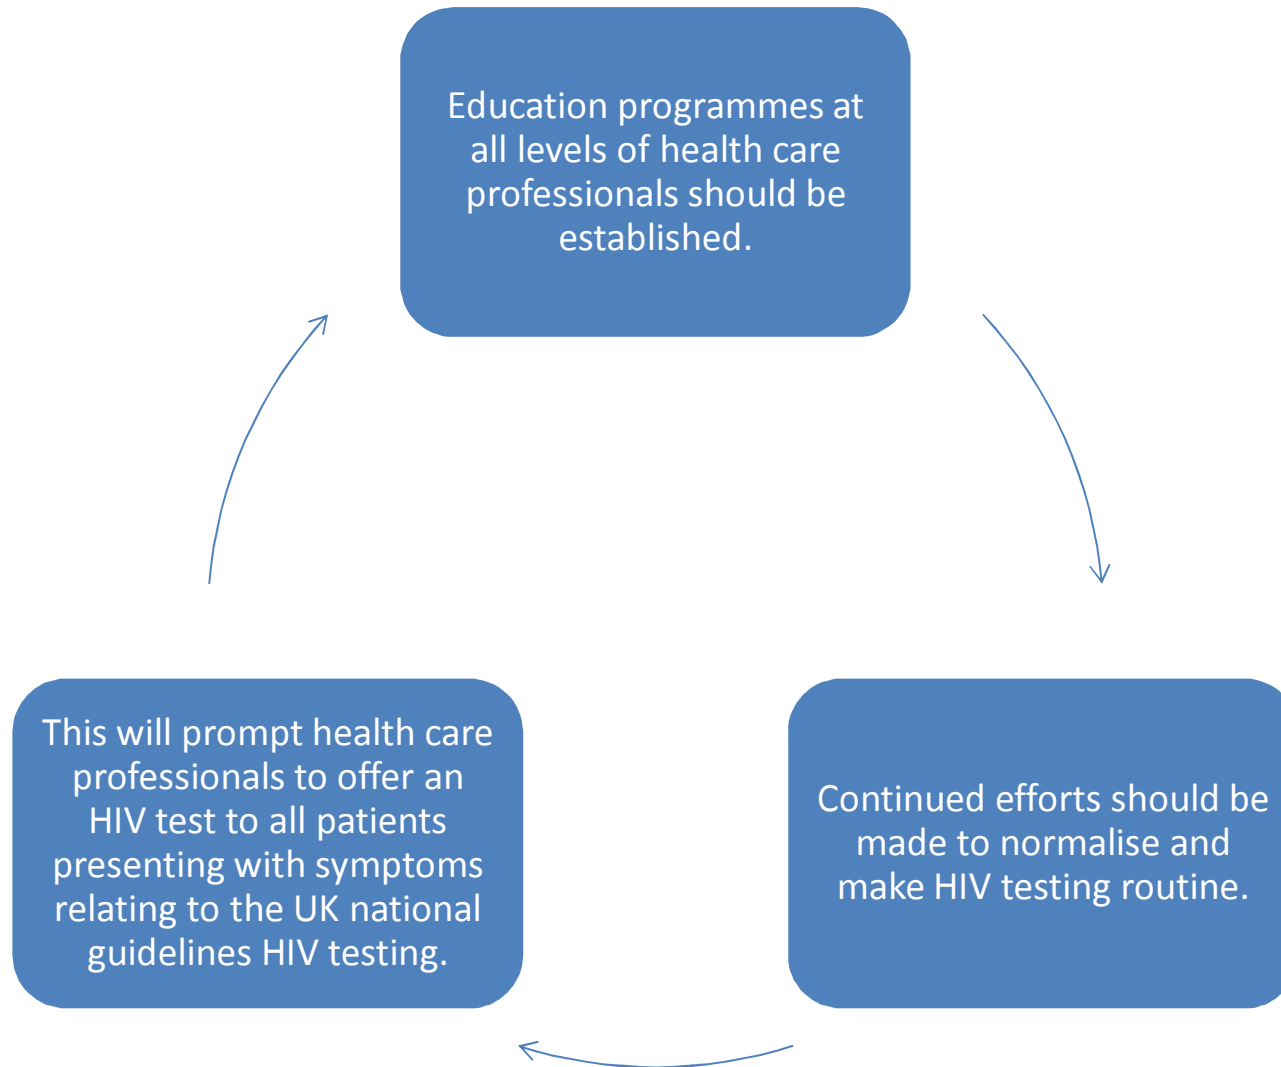 Education programmes at
all levels of health care
professionals should be
established.
Continued efforts should be
made to normalise and
make HIV testing routine.
This will prompt health care
professionals to offer an
HIV test to all patients
presenting with symptoms
relating to the UK national
guidelines HIV testing.